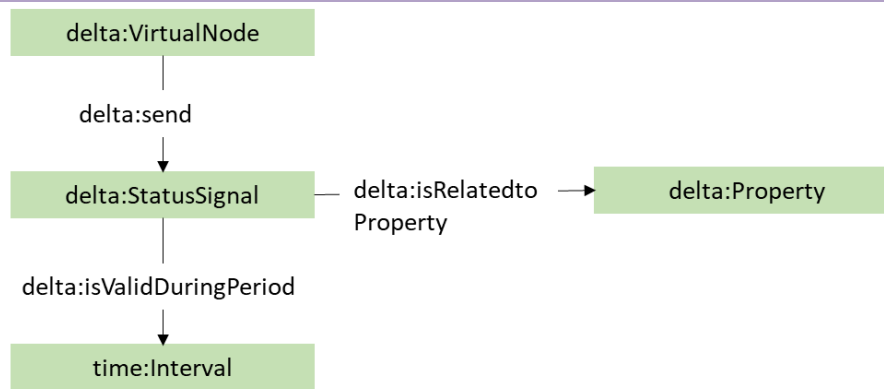 delta:VirtualNode
delta:send
delta:StatusSignal
delta:isRelatedto
Property
delta:Property
delta:isValidDuringPeriod
time:Interval